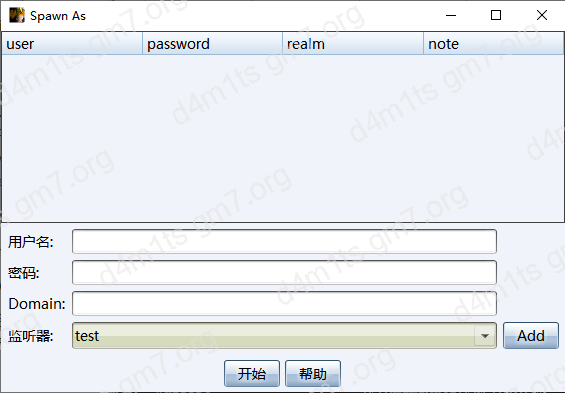 Spawn As
user password realm note
用户名:
密码:
Domain:
监听器: test Add
开始 帮助
d4m1ts gm7.org